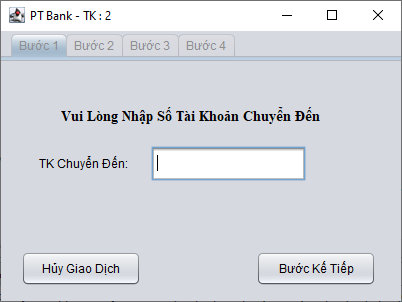 PT Bank - TK : 2
Bước 1 Bước 2 Bước 3 Bước 4
Vui Lòng Nhập Số Tài Khoản Chuyển Đến
TK Chuyển Đến:
Hủy Giao Dịch Bước Kế Tiếp